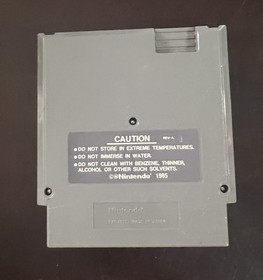 CAUTION REV-A
•DO NOT STORE IN EXTREME TEMPERATURES.
•DO NOT IMMERSE IN WATER.
•DO NOT CLEAN WITH BENZENE, THINNER,
ALCOHOL OR OTHER SUCH SOLVENTS.
©®Nintendo® 1985